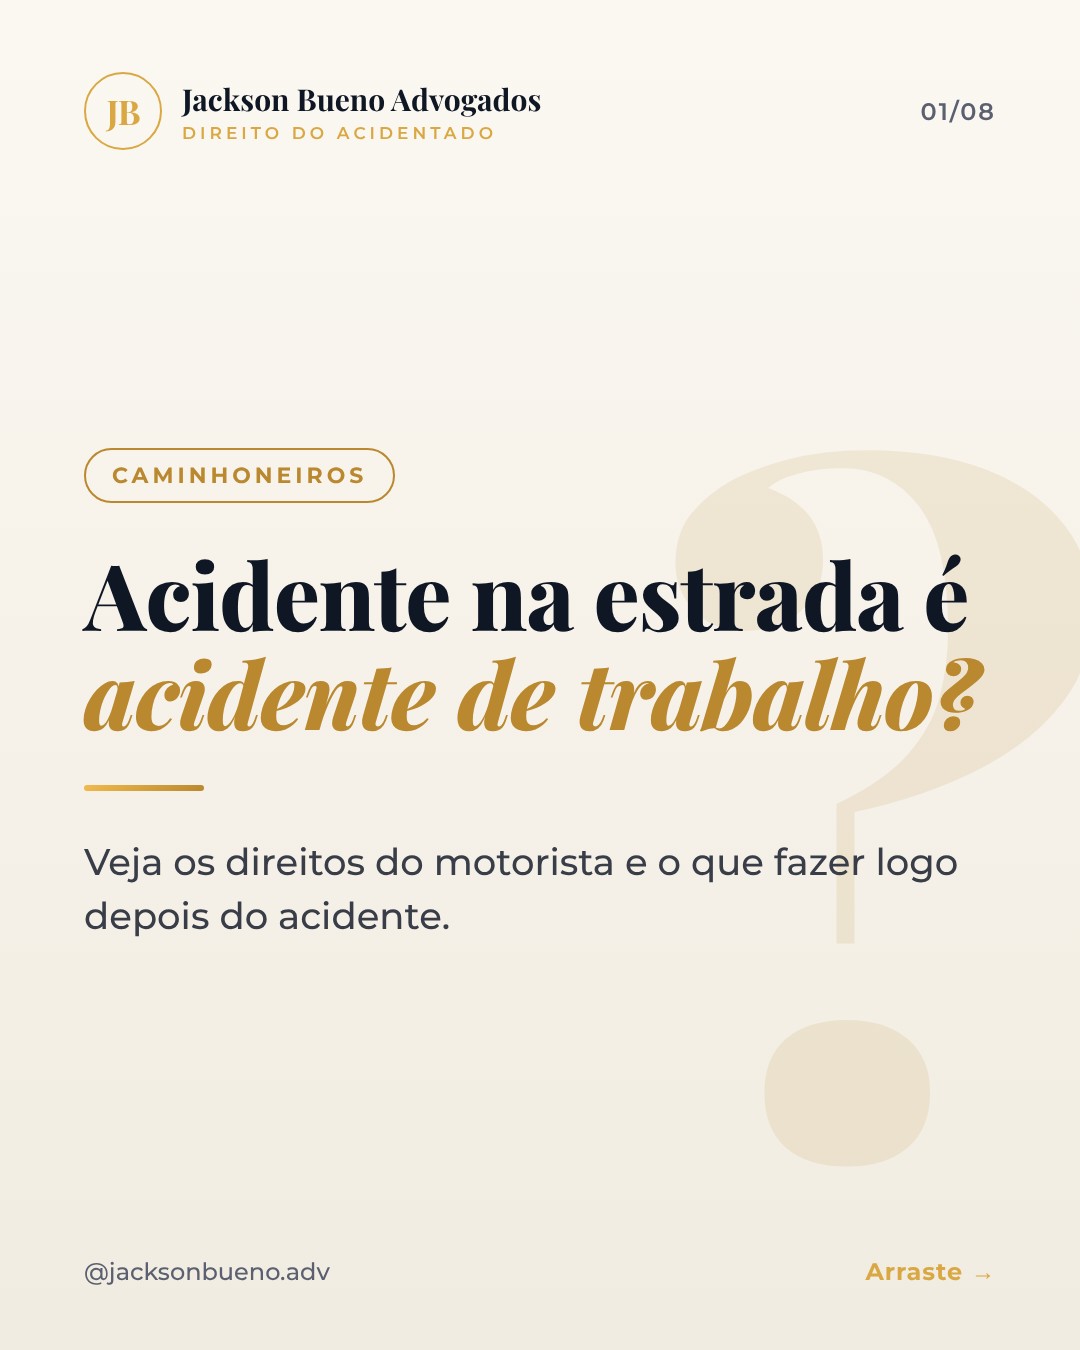 JB
Jackson Bueno Advogados
DIREITO DO ACIDENTADO
01/08
CAMINHONEIROS
Acidente na estrada é
acidente de trabalho?
Veja os direitos do motorista e o que fazer logo
depois do acidente.
?
@jacksonbueno.adv
Arraste →